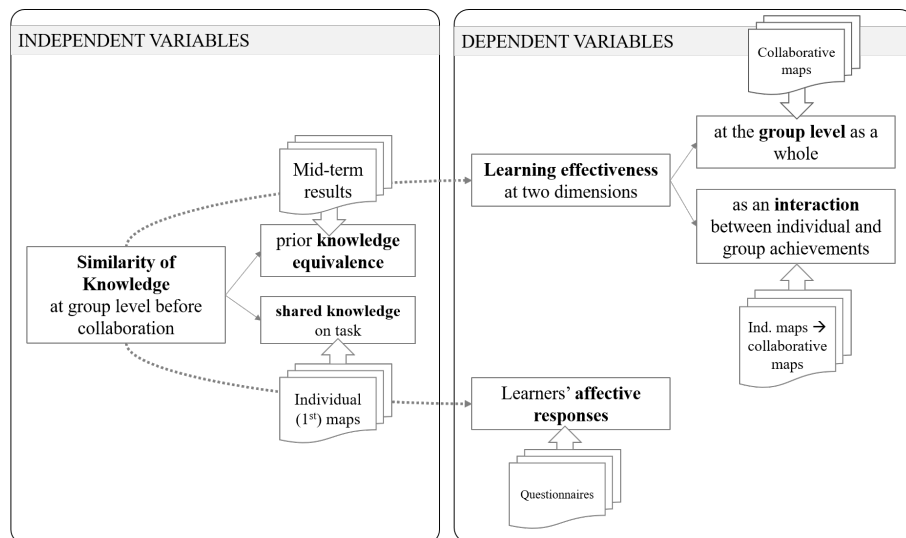 INDEPENDENT VARIABLES
Mid-term
results
prior knowledge
equivalence
Similarity of
Knowledge
at group level before
collaboration
shared knowledge
on task
Individual
(1st) maps
DEPENDENT VARIABLES
Collaborative
maps
at the group level as a
whole
Learning effectiveness
at two dimensions
as an interaction
between individual and
group achievements
Ind. maps → 
collaborative
maps
Learners’ affective
responses
Questionnaires